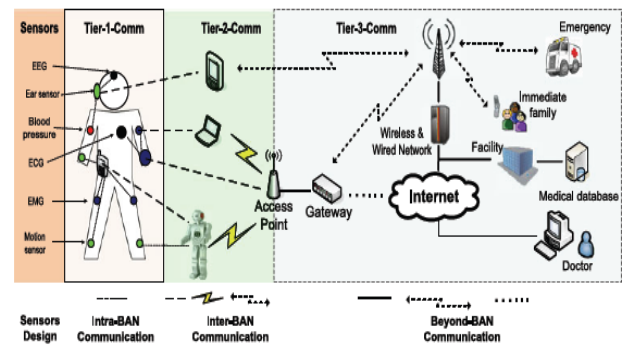 Sensors
Tier-1-Comm
Tier-2-Comm
Tier-3-Comm
Emergency
EEG
Ear sensor
Blood
pressure
ECG
EMG
Motion
sensor
Immediate
family
Wireless &
Wired Network
Facility
Medical database
Access
Point
Gateway
Internet
Doctor
Sensors
Design
Intra-BAN
Communication
Inter-BAN
Communication
Beyond-BAN
Communication